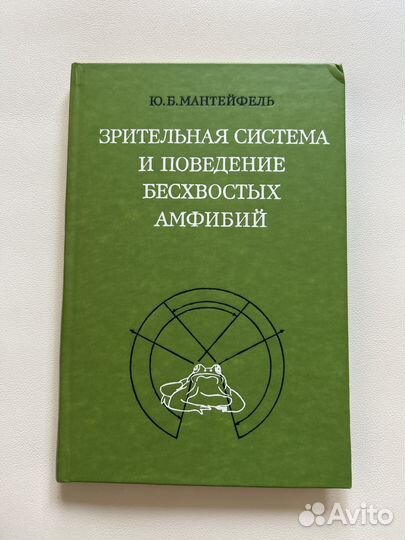 Ю.Б.МАНТЕЙФЕЛЬ
ЗРИТЕЛЬНАЯ СИСТЕМА
И ПОВЕДЕНИЕ
БЕСХВОСТЫХ
АМФИБИЙ
Avito